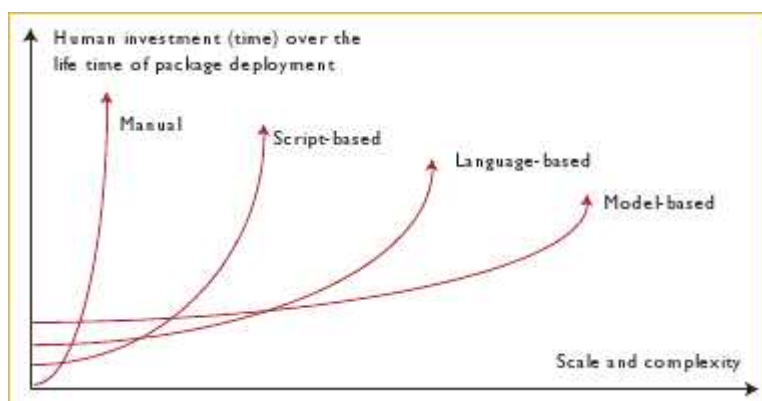 Human investment (time) over the
life time of package deployment
Manual
Script-based
Language-based
Model-based
Scale and complexity